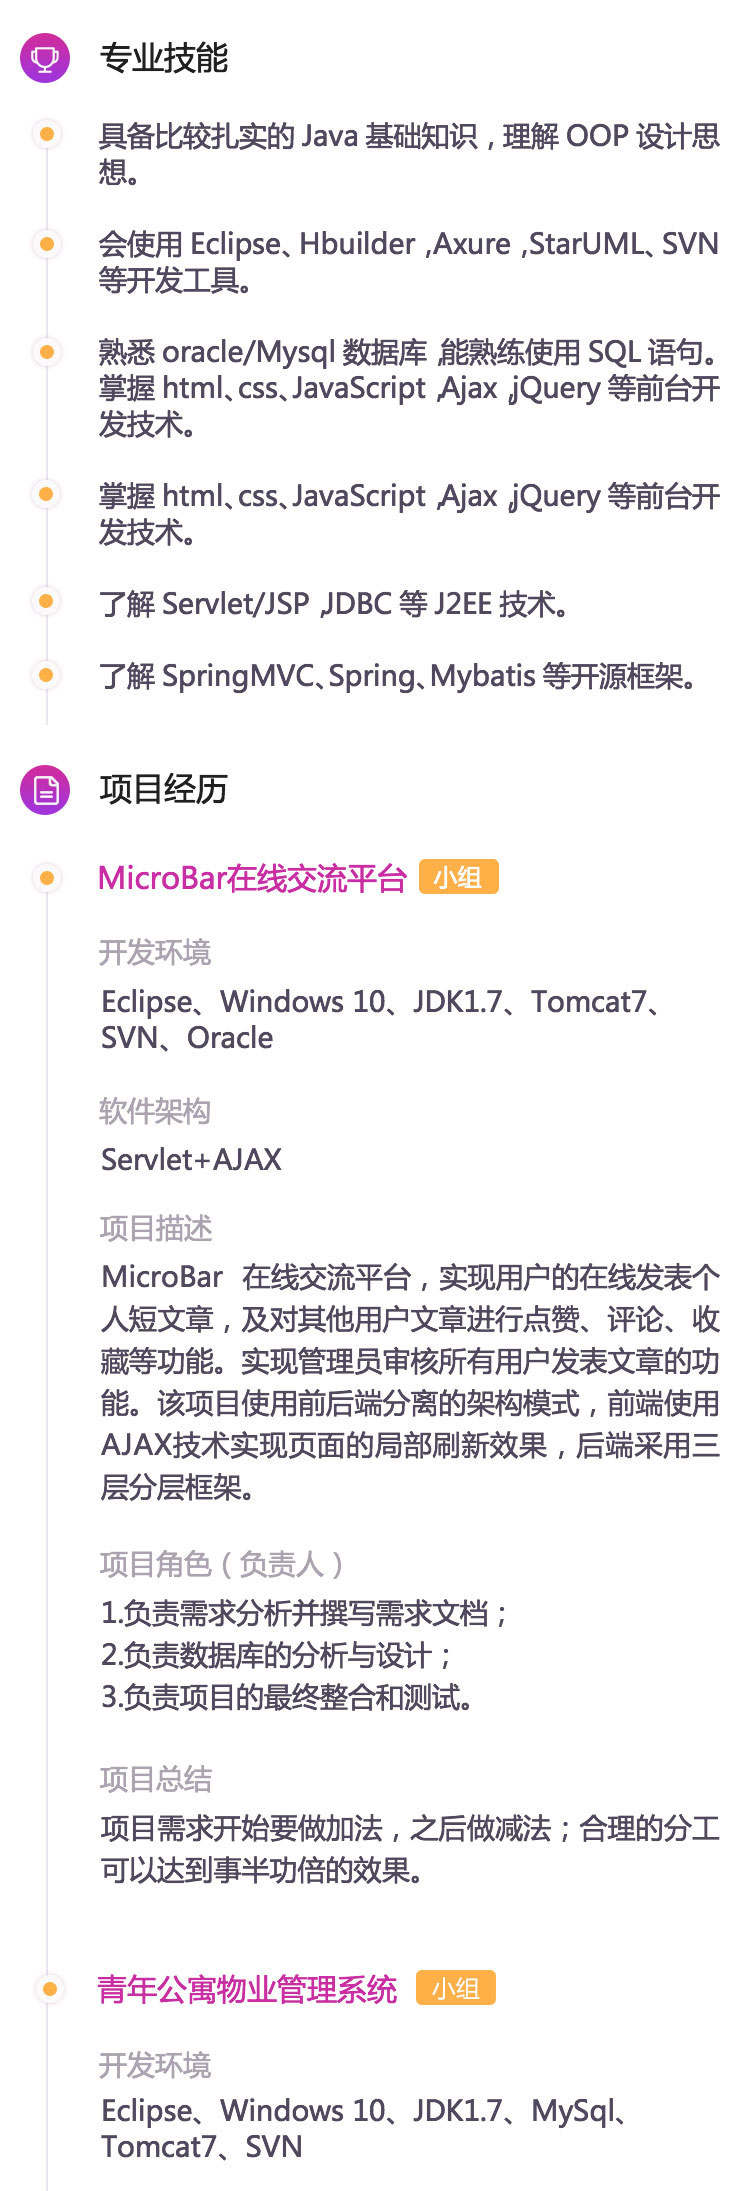 专业技能
具备比较扎实的 Java 基础知识，理解 OOP 设计思
想。
会使用 Eclipse、Hbuilder ,Axure ,StarUML、SVN
等开发工具。
熟悉 oracle/Mysql 数据库 ,能熟练使用 SQL 语句。
掌握 html、css、JavaScript ,Ajax ,jQuery 等前台开
发技术。
掌握 html、css、JavaScript ,Ajax ,jQuery 等前台开
发技术。
了解 Servlet/JSP ,JDBC 等 J2EE 技术。
了解 SpringMVC、Spring、Mybatis 等开源框架。
项目经历
MicroBar在线交流平台 小组
开发环境
Eclipse、Windows 10、JDK1.7、Tomcat7、
SVN、Oracle
软件架构
Servlet+AJAX
项目描述
MicroBar 在线交流平台，实现用户的在线发表个
人短文章，及对其他用户文章进行点赞、评论、收
藏等功能。实现管理员审核所有用户发表文章的功
能。该项目使用前后端分离的架构模式，前端使用
AJAX技术实现页面的局部刷新效果，后端采用三
层分层框架。
项目角色（负责人）
1.负责需求分析并撰写需求文档；
2.负责数据库的分析与设计；
3.负责项目的最终整合和测试。
项目总结
项目需求开始要做加法，之后做减法；合理的分工
可以达到事半功倍的效果。
青年公寓物业管理系统 小组
开发环境
Eclipse、Windows 10、JDK1.7、MySql、
Tomcat7、SVN